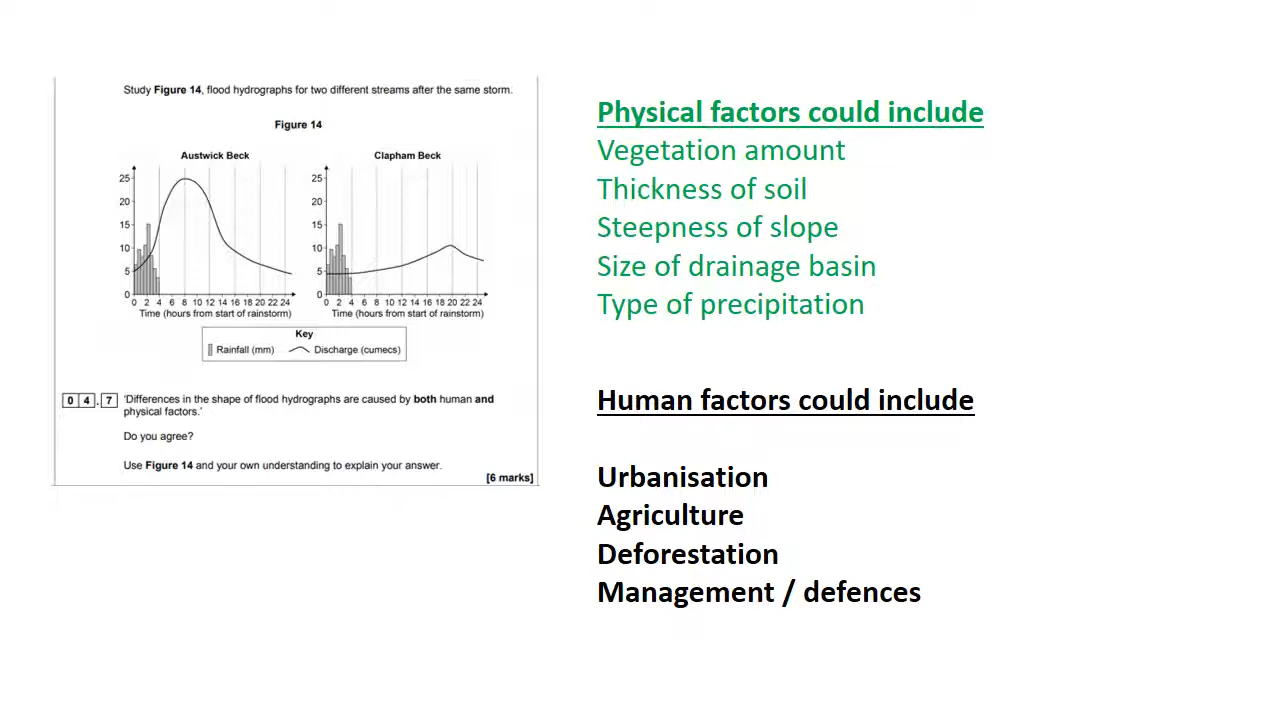 Study Figure 14, flood hydrographs for two different streams after the same storm.
Figure 14
Austwick Beck
25
20
15
10
5
0
0 2 4 6 8 10 12 14 16 18 20 22 24
Time (hours from start of rainstorm)
Clapham Beck
25
20
15
10
5
0
0 2 4 6 8 10 12 14 16 18 20 22 24
Time (hours from start of rainstorm)
Key
Rainfall (mm) Discharge (cumecs)
0 4 . 7 'Differences in the shape of flood hydrographs are caused by both human and
physical factors.'
Do you agree?
Use Figure 14 and your own understanding to explain your answer.
[6 marks]
Physical factors could include
Vegetation amount
Thickness of soil
Steepness of slope
Size of drainage basin
Type of precipitation
Human factors could include
Urbanisation
Agriculture
Deforestation
Management / defences